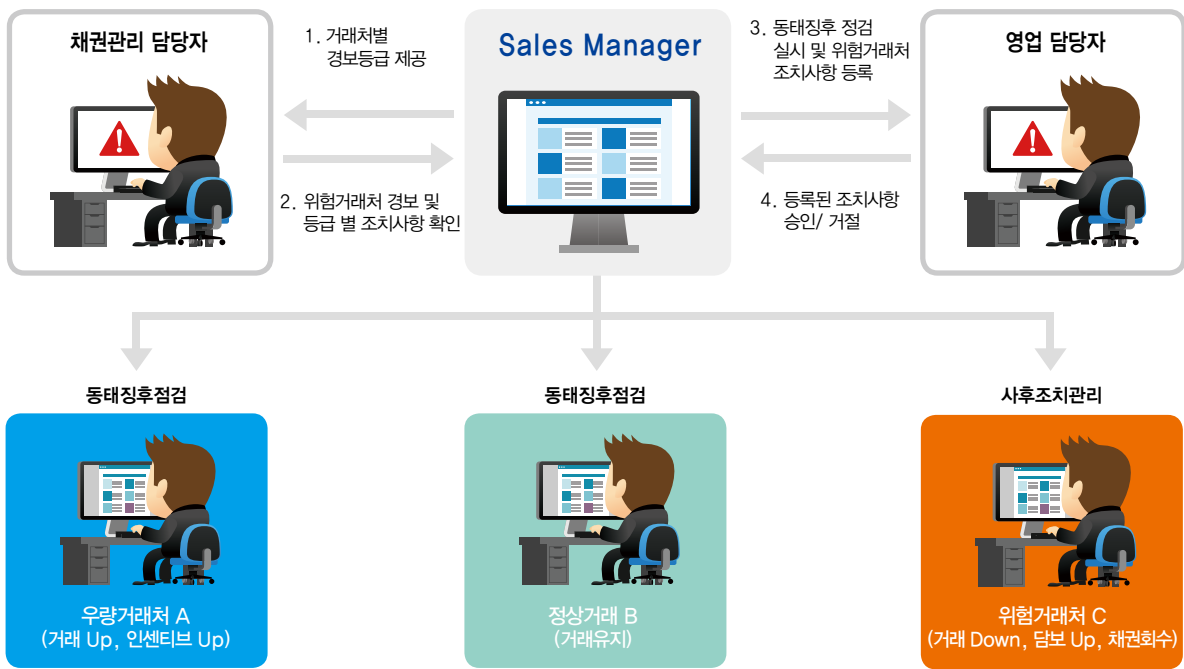 채권관리 담당자
1. 거래처별
경보등급 제공
2. 위험거래처 경보 및
등급 별 조치사항 확인
Sales Manager
3. 동태징후 점검
실시 및 위험거래처
조치사항 등록
4. 등록된 조치사항
승인/ 거절
영업 담당자
동태징후점검
우량거래처 A
(거래 Up, 인센티브 Up)
동태징후점검
정상거래 B
(거래유지)
사후조치관리
위험거래처 C
(거래 Down, 담보 Up, 채권회수)